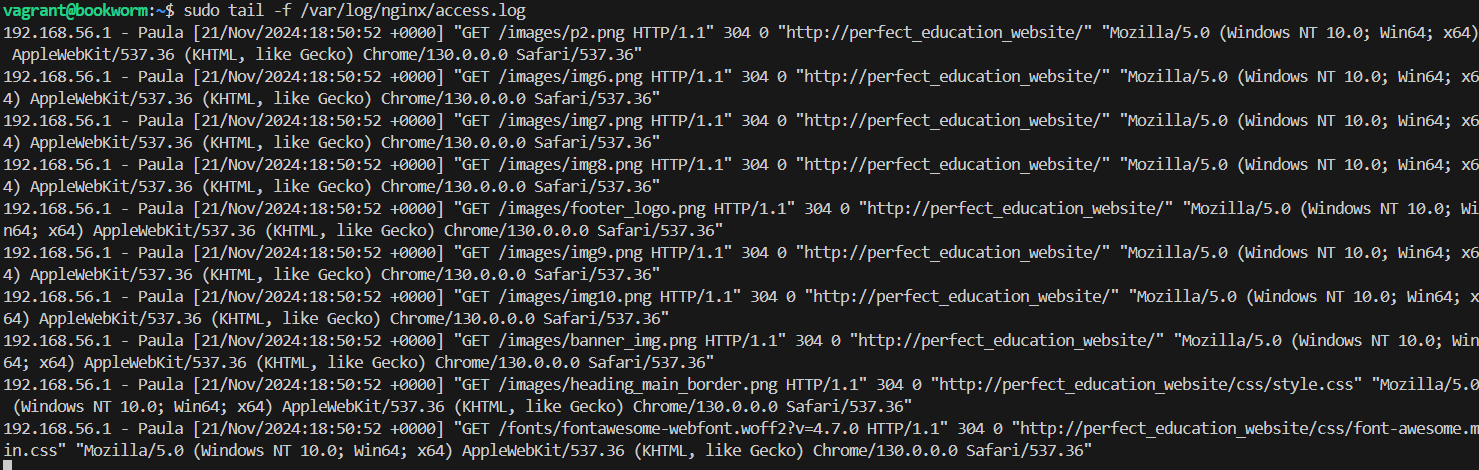 vagrant@bookworm:~$ sudo tail -f /var/log/nginx/access.log
192.168.56.1 - Paula [21/Nov/2024:18:50:52 +0000] "GET /images/p2.png HTTP/1.1" 304 0 "http://perfect_education_website/" "Mozilla/5.0 (Windows NT 10.0; Win64; x64)
 AppleWebKit/537.36 (KHTML, like Gecko) Chrome/130.0.0.0 Safari/537.36"
192.168.56.1 - Paula [21/Nov/2024:18:50:52 +0000] "GET /images/img6.png HTTP/1.1" 304 0 "http://perfect_education_website/" "Mozilla/5.0 (Windows NT 10.0; Win64; x6
4) AppleWebKit/537.36 (KHTML, like Gecko) Chrome/130.0.0.0 Safari/537.36"
192.168.56.1 - Paula [21/Nov/2024:18:50:52 +0000] "GET /images/img7.png HTTP/1.1" 304 0 "http://perfect_education_website/" "Mozilla/5.0 (Windows NT 10.0; Win64; x6
4) AppleWebKit/537.36 (KHTML, like Gecko) Chrome/130.0.0.0 Safari/537.36"
192.168.56.1 - Paula [21/Nov/2024:18:50:52 +0000] "GET /images/img8.png HTTP/1.1" 304 0 "http://perfect_education_website/" "Mozilla/5.0 (Windows NT 10.0; Win64; x6
4) AppleWebKit/537.36 (KHTML, like Gecko) Chrome/130.0.0.0 Safari/537.36"
192.168.56.1 - Paula [21/Nov/2024:18:50:52 +0000] "GET /images/footer_logo.png HTTP/1.1" 304 0 "http://perfect_education_website/" "Mozilla/5.0 (Windows NT 10.0; Wi
n64; x64) AppleWebKit/537.36 (KHTML, like Gecko) Chrome/130.0.0.0 Safari/537.36"
192.168.56.1 - Paula [21/Nov/2024:18:50:52 +0000] "GET /images/img9.png HTTP/1.1" 304 0 "http://perfect_education_website/" "Mozilla/5.0 (Windows NT 10.0; Win64; x6
4) AppleWebKit/537.36 (KHTML, like Gecko) Chrome/130.0.0.0 Safari/537.36"
192.168.56.1 - Paula [21/Nov/2024:18:50:52 +0000] "GET /images/img10.png HTTP/1.1" 304 0 "http://perfect_education_website/" "Mozilla/5.0 (Windows NT 10.0; Win64; x
64) AppleWebKit/537.36 (KHTML, like Gecko) Chrome/130.0.0.0 Safari/537.36"
192.168.56.1 - Paula [21/Nov/2024:18:50:52 +0000] "GET /images/banner_img.png HTTP/1.1" 304 0 "http://perfect_education_website/" "Mozilla/5.0 (Windows NT 10.0; Win
64; x64) AppleWebKit/537.36 (KHTML, like Gecko) Chrome/130.0.0.0 Safari/537.36"
192.168.56.1 - Paula [21/Nov/2024:18:50:52 +0000] "GET /images/heading_main_border.png HTTP/1.1" 304 0 "http://perfect_education_website/css/style.css" "Mozilla/5.0
 (Windows NT 10.0; Win64; x64) AppleWebKit/537.36 (KHTML, like Gecko) Chrome/130.0.0.0 Safari/537.36"
192.168.56.1 - Paula [21/Nov/2024:18:50:52 +0000] "GET /fonts/fontawesome-webfont.woff2?v=4.7.0 HTTP/1.1" 304 0 "http://perfect_education_website/css/font-awesome.m
in.css" "Mozilla/5.0 (Windows NT 10.0; Win64; x64) AppleWebKit/537.36 (KHTML, like Gecko) Chrome/130.0.0.0 Safari/537.36"